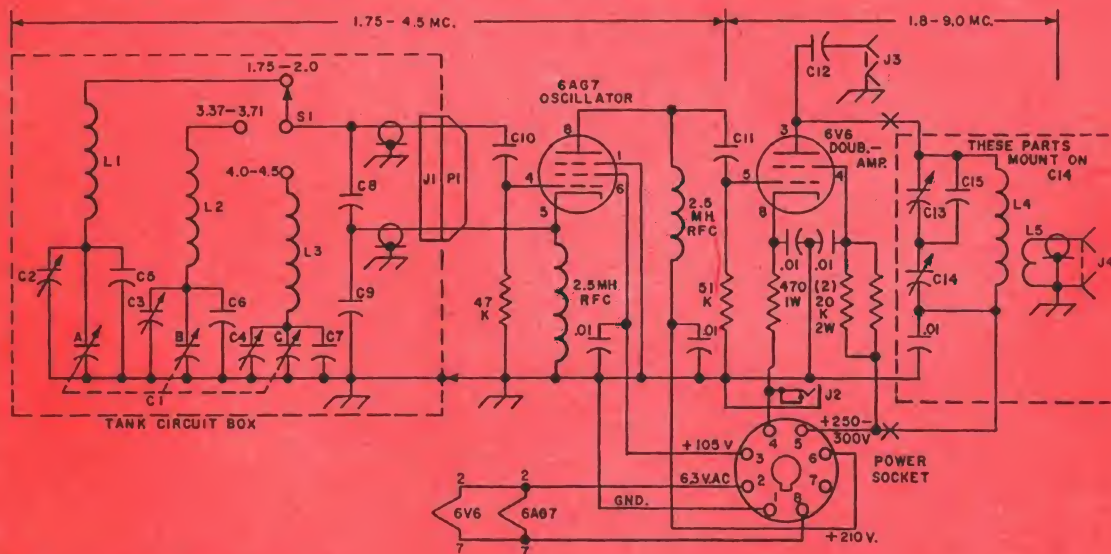 1.75-4.5 MC.
1.8-9.0 MC.
1.75-2.0
3.37-3.71
S1
4.0-4.5
L1
L2
L3
C2
C5
C3
C6
C4
C7
A
B
C
C1
C8
C9
TANK CIRCUIT BOX
J1
P1
C10
47
K
6AG7
OSCILLATOR
8
1
4
6
5
2.5MH
RFC
.01
2.5
MH
RFC
.01
C11
51
K
C12
J3
6V6
DOUB.-
AMP.
3
5
4
8
.01
.01
470
1W
(2)
20
K
2W
J2
THESE PARTS
MOUNT ON
C14
C13
C15
C14
.01
L4
L5
J4
+250-
300V
POWER
SOCKET
+105 V
6.3 V.AC
GND.
+210 V.
4
5
3
6
2
7
1
8
2
2
6V6
6AG7
7
7